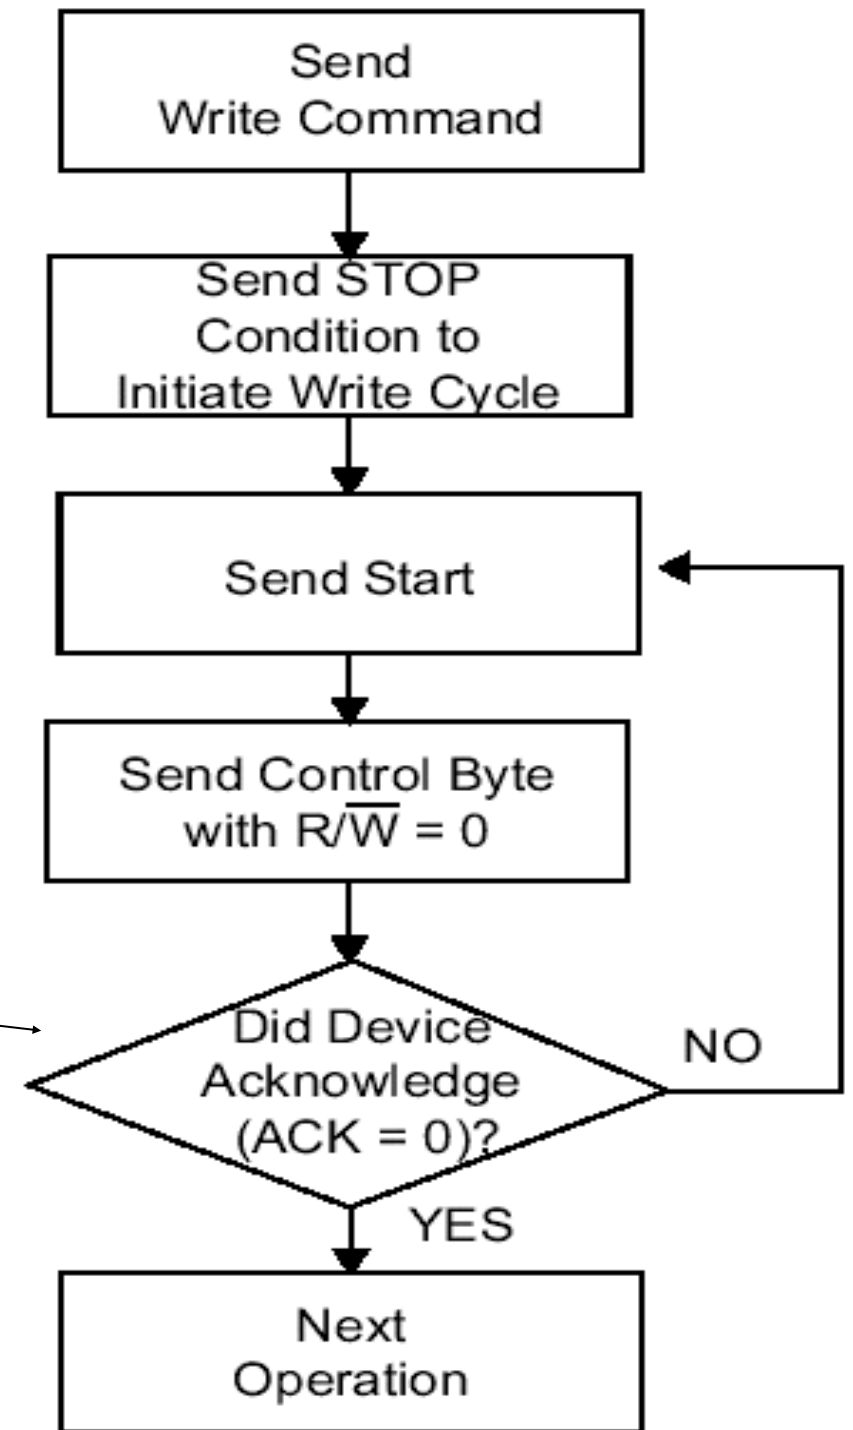 Send
Write Command
Send STOP
Condition to
Initiate Write Cycle
Send Start
Send Control Byte
with R/W̅ = 0
Did Device
Acknowledge
(ACK = 0)?
NO
YES
Next
Operation